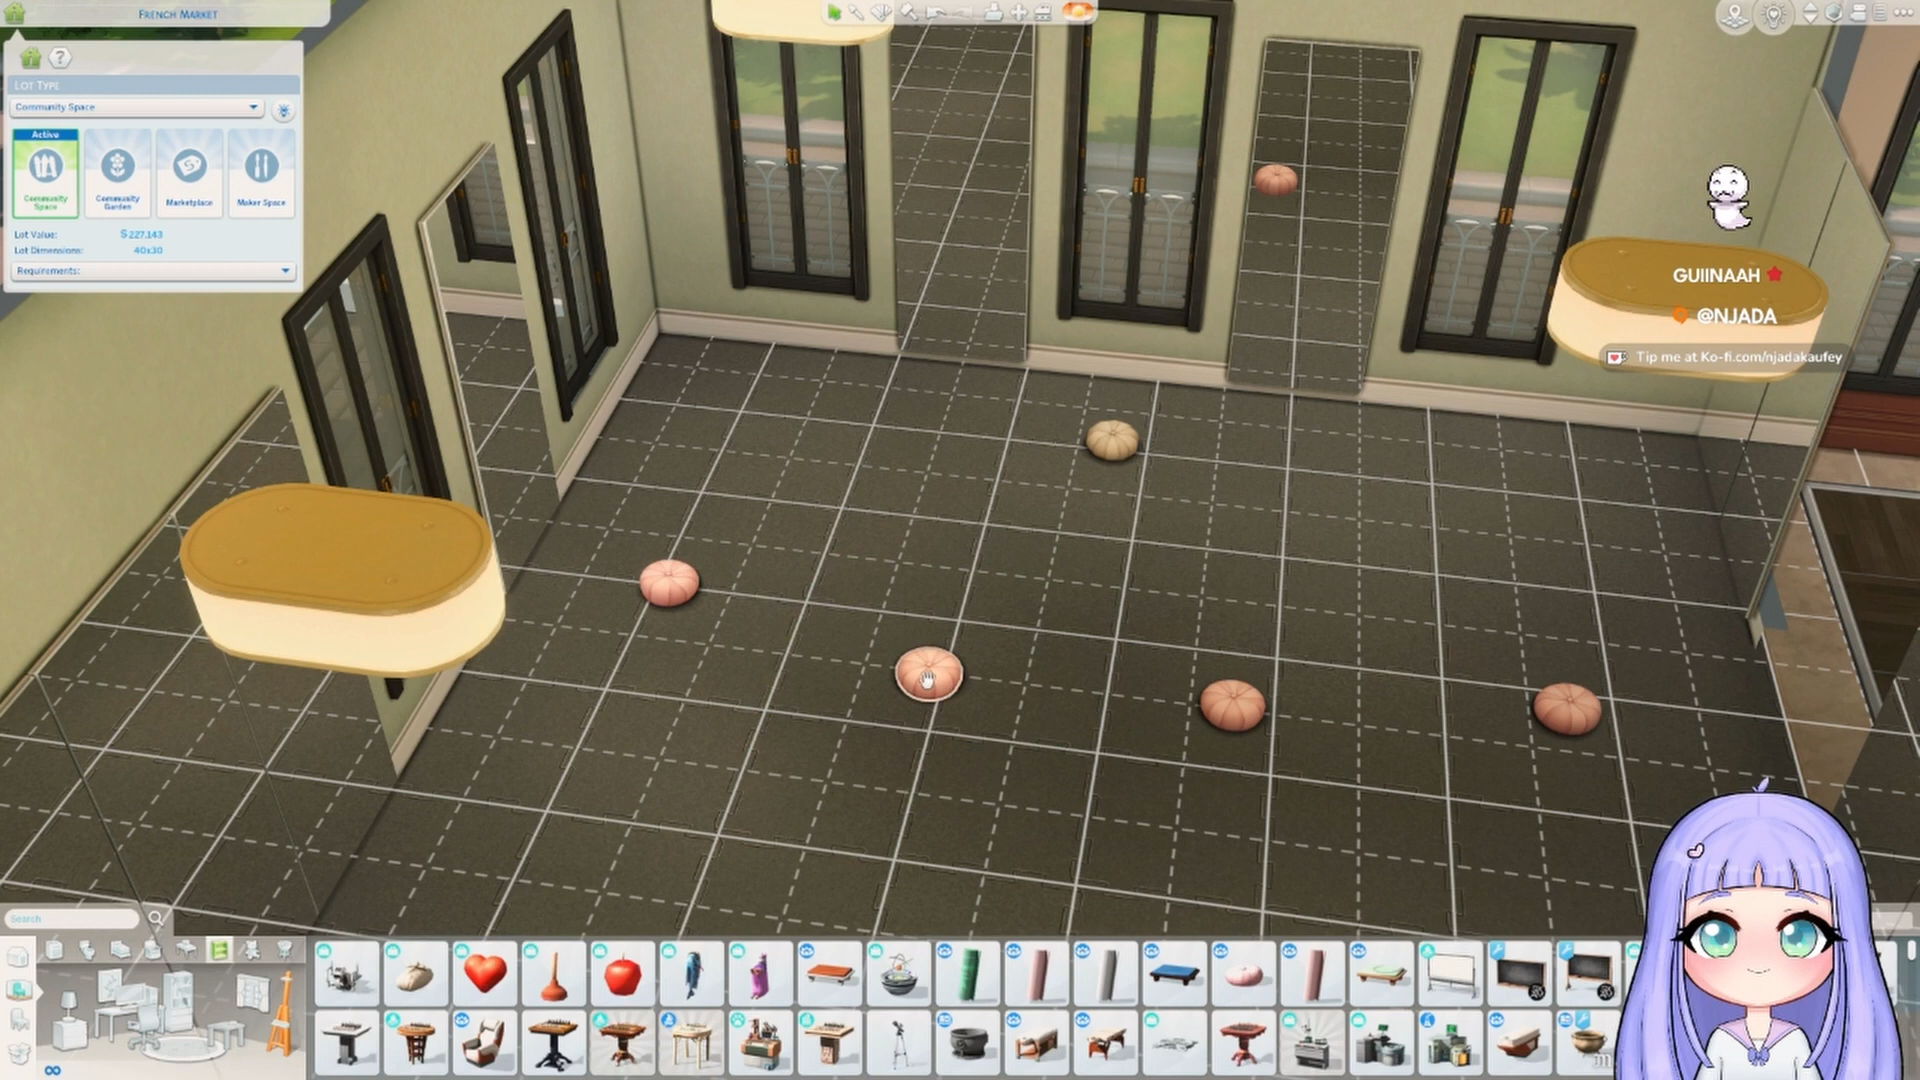 FRENCH MARKET
?
LOT TYPE
Community Space
Active
Community Space
Community Garden
Marketplace
Maker Space
Lot Value: §227,143
Lot Dimensions: 40x30
Requirements:
GUIINAAH
@NJADA
Tip me at Ko-fi.com/njadakaufey
Search